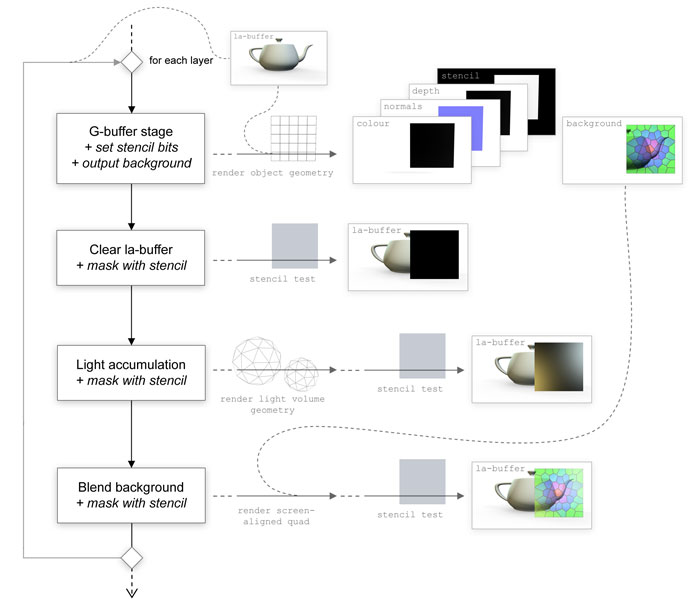 la-buffer
for each layer
stencil
depth
normals
colour
background
G-buffer stage
+ set stencil bits
+ output background
render object geometry
la-buffer
Clear la-buffer
+ mask with stencil
stencil test
la-buffer
Light accumulation
+ mask with stencil
render light volume
geometry
stencil test
la-buffer
Blend background
+ mask with stencil
render screen-
aligned quad
stencil test